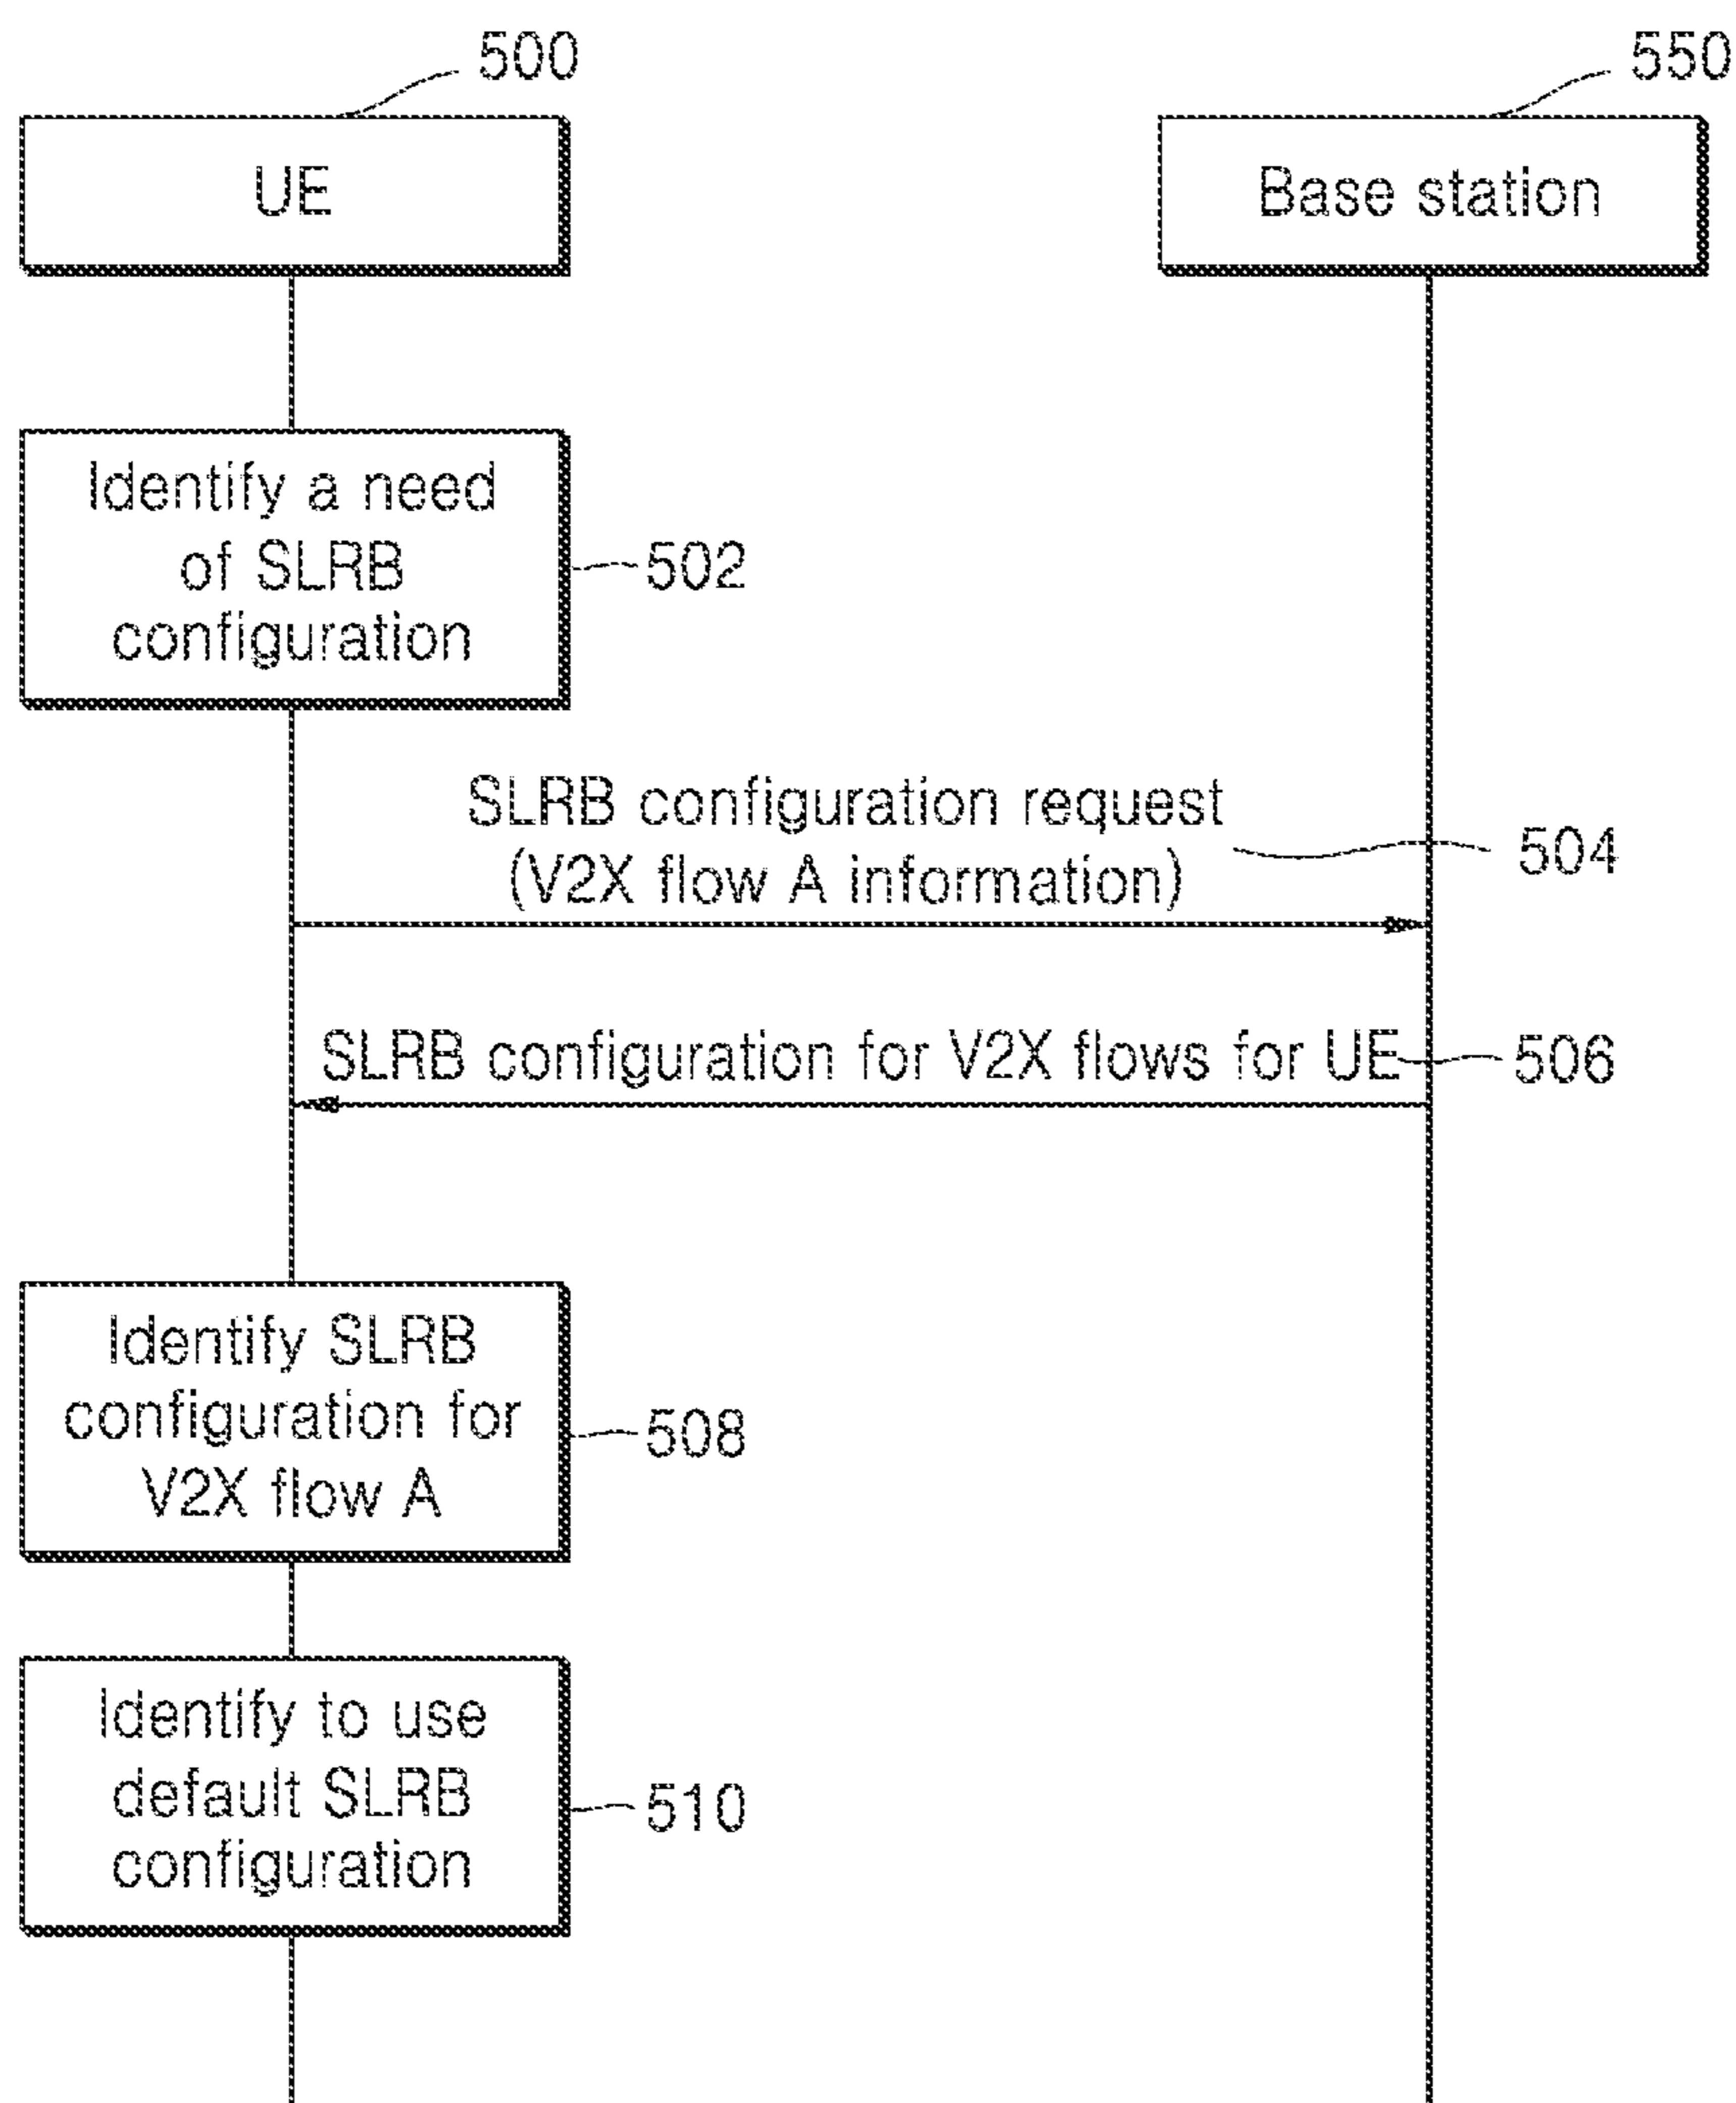 500
550
UE
Base station
Identify a need
of SLRB
configuration
502
SLRB configuration request
(V2X flow A information)
504
SLRB configuration for V2X flows for UE
506
Identify SLRB
configuration for
V2X flow A
508
Identify to use
default SLRB
configuration
510